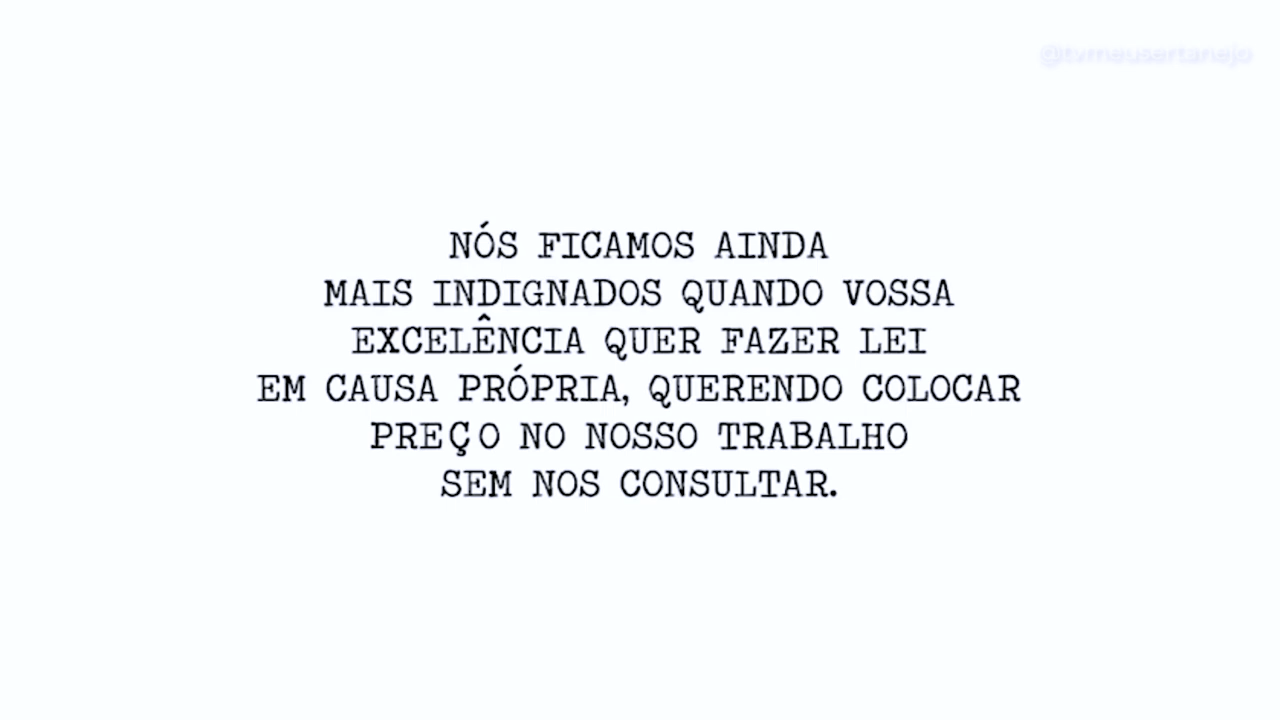 @tvmeusertanejo
NÓS FICAMOS AINDA
MAIS INDIGNADOS QUANDO VOSSA
EXCELÊNCIA QUER FAZER LEI
EM CAUSA PRÓPRIA, QUERENDO COLOCAR
PREÇO NO NOSSO TRABALHO
SEM NOS CONSULTAR.